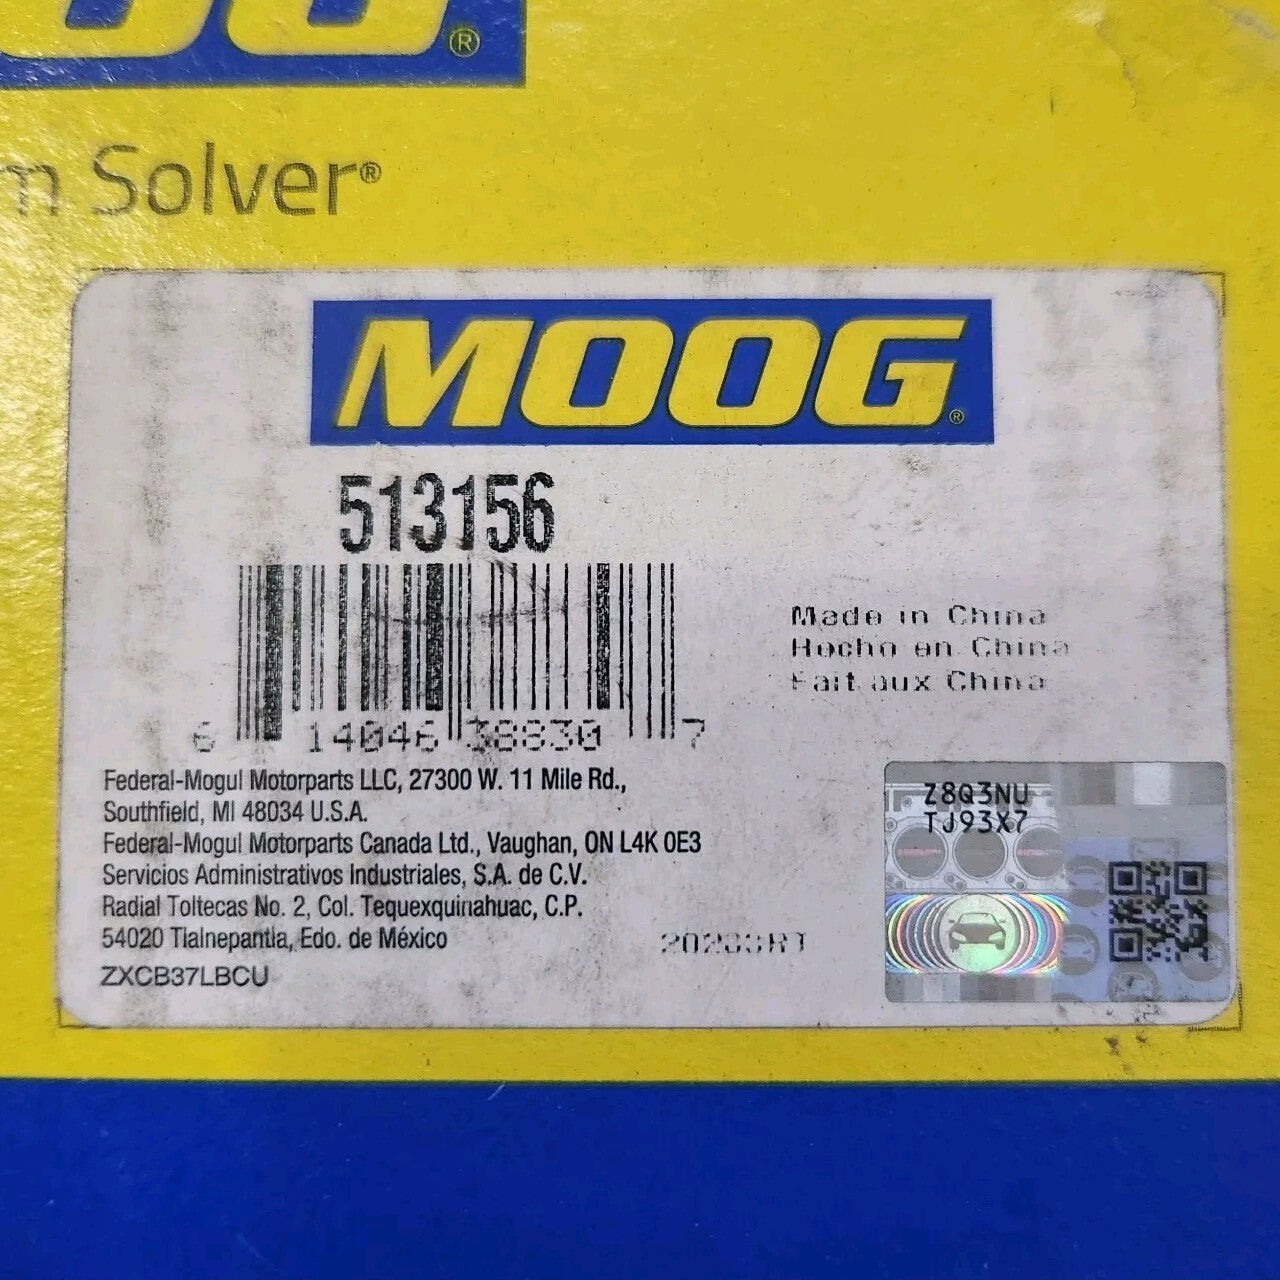 ®
m Solver®
MOOG®
513156
6 14046 38830 7
Made in China
Hecho en China
Fait aux China
Federal-Mogul Motorparts LLC, 27300 W. 11 Mile Rd.,
Southfield, MI 48034 U.S.A.
Federal-Mogul Motorparts Canada Ltd., Vaughan, ON L4K 0E3
Servicios Administrativos Industriales, S.A. de C.V.
Radial Toltecas No. 2, Col. Tequexquinahuac, C.P.
54020 Tlalnepantla, Edo. de México
ZXCB37LBCU
Z8Q3NU
TJ93X7